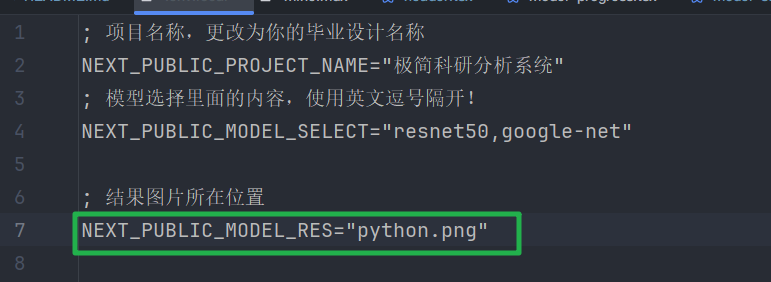 1 ; 项目名称，更改为你的毕业设计名称
2 NEXT_PUBLIC_PROJECT_NAME="极简科研分析系统"
3 ; 模型选择里面的内容，使用英文逗号隔开！
4 NEXT_PUBLIC_MODEL_SELECT="resnet50,google-net"
5
6 ; 结果图片所在位置
7 NEXT_PUBLIC_MODEL_RES="python.png"
8